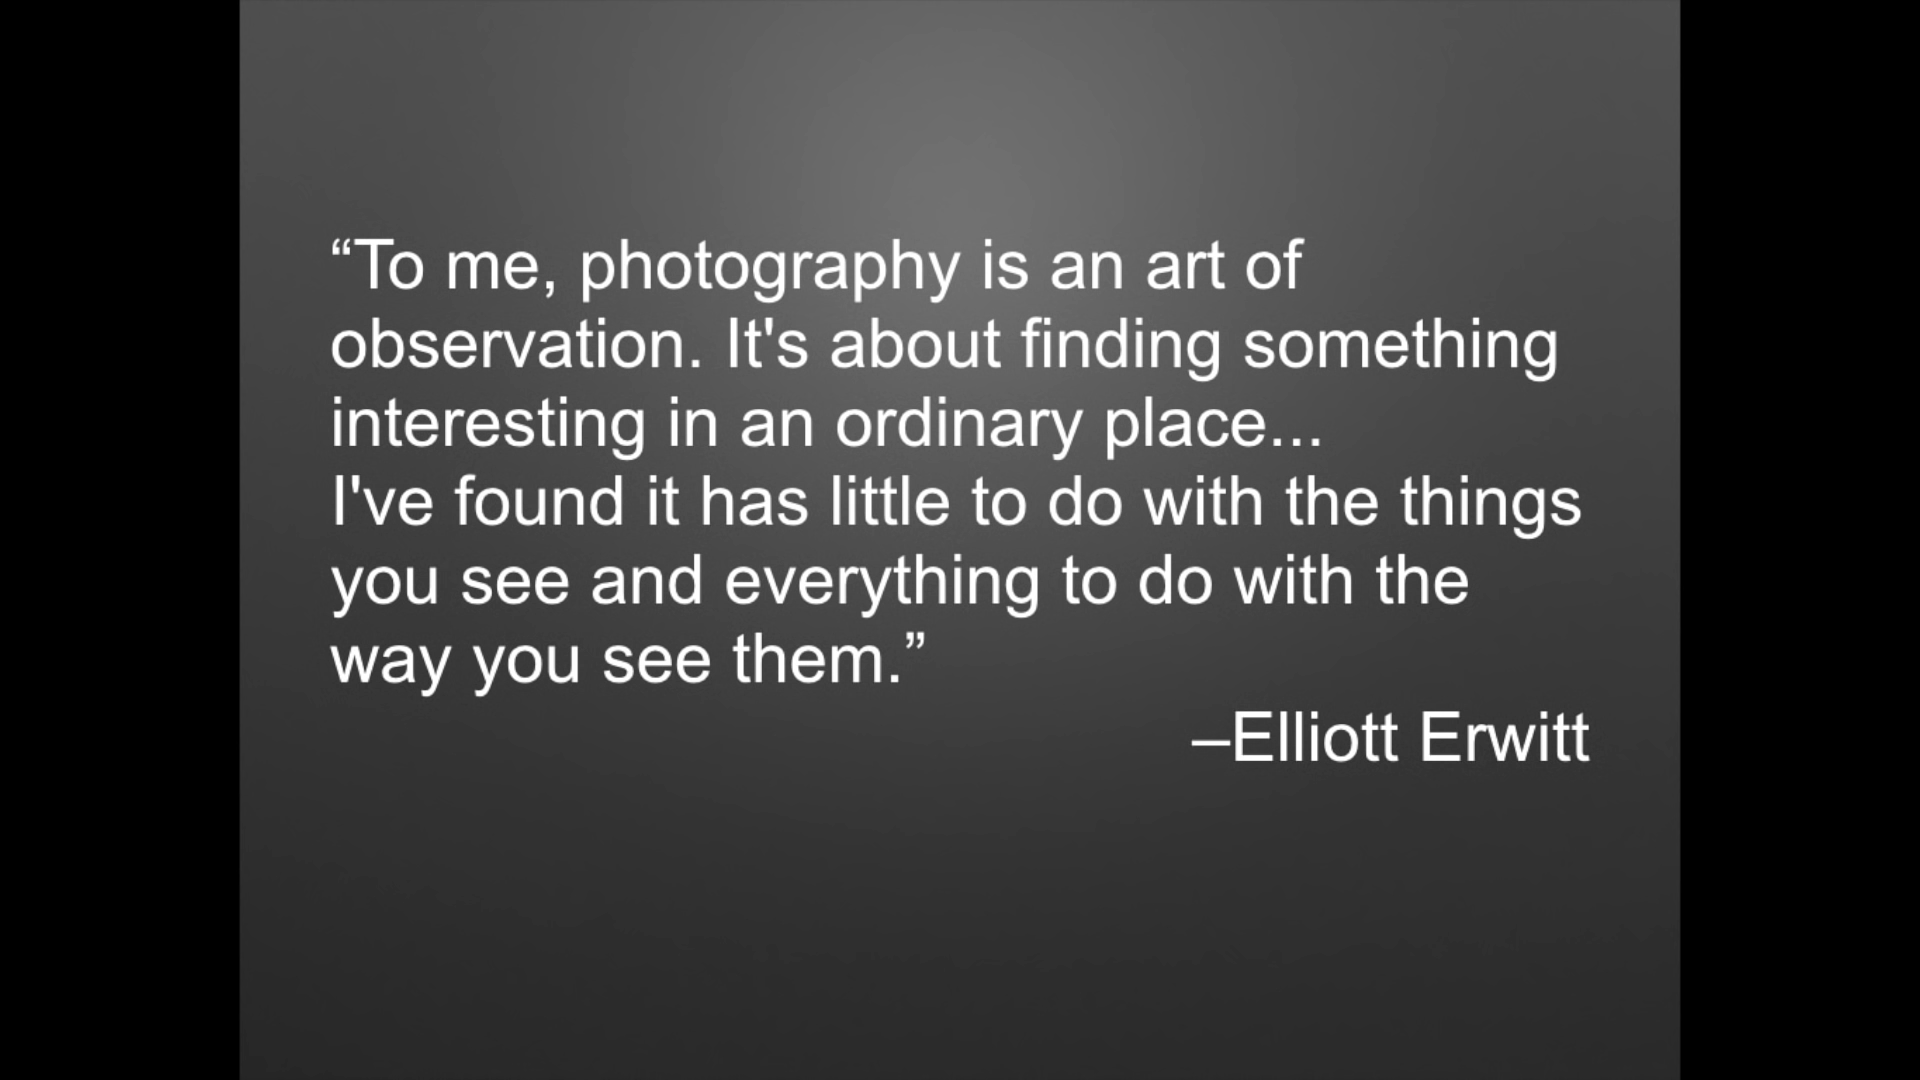 “To me, photography is an art of
observation. It's about finding something
interesting in an ordinary place...
I've found it has little to do with the things
you see and everything to do with the
way you see them.”
–Elliott Erwitt